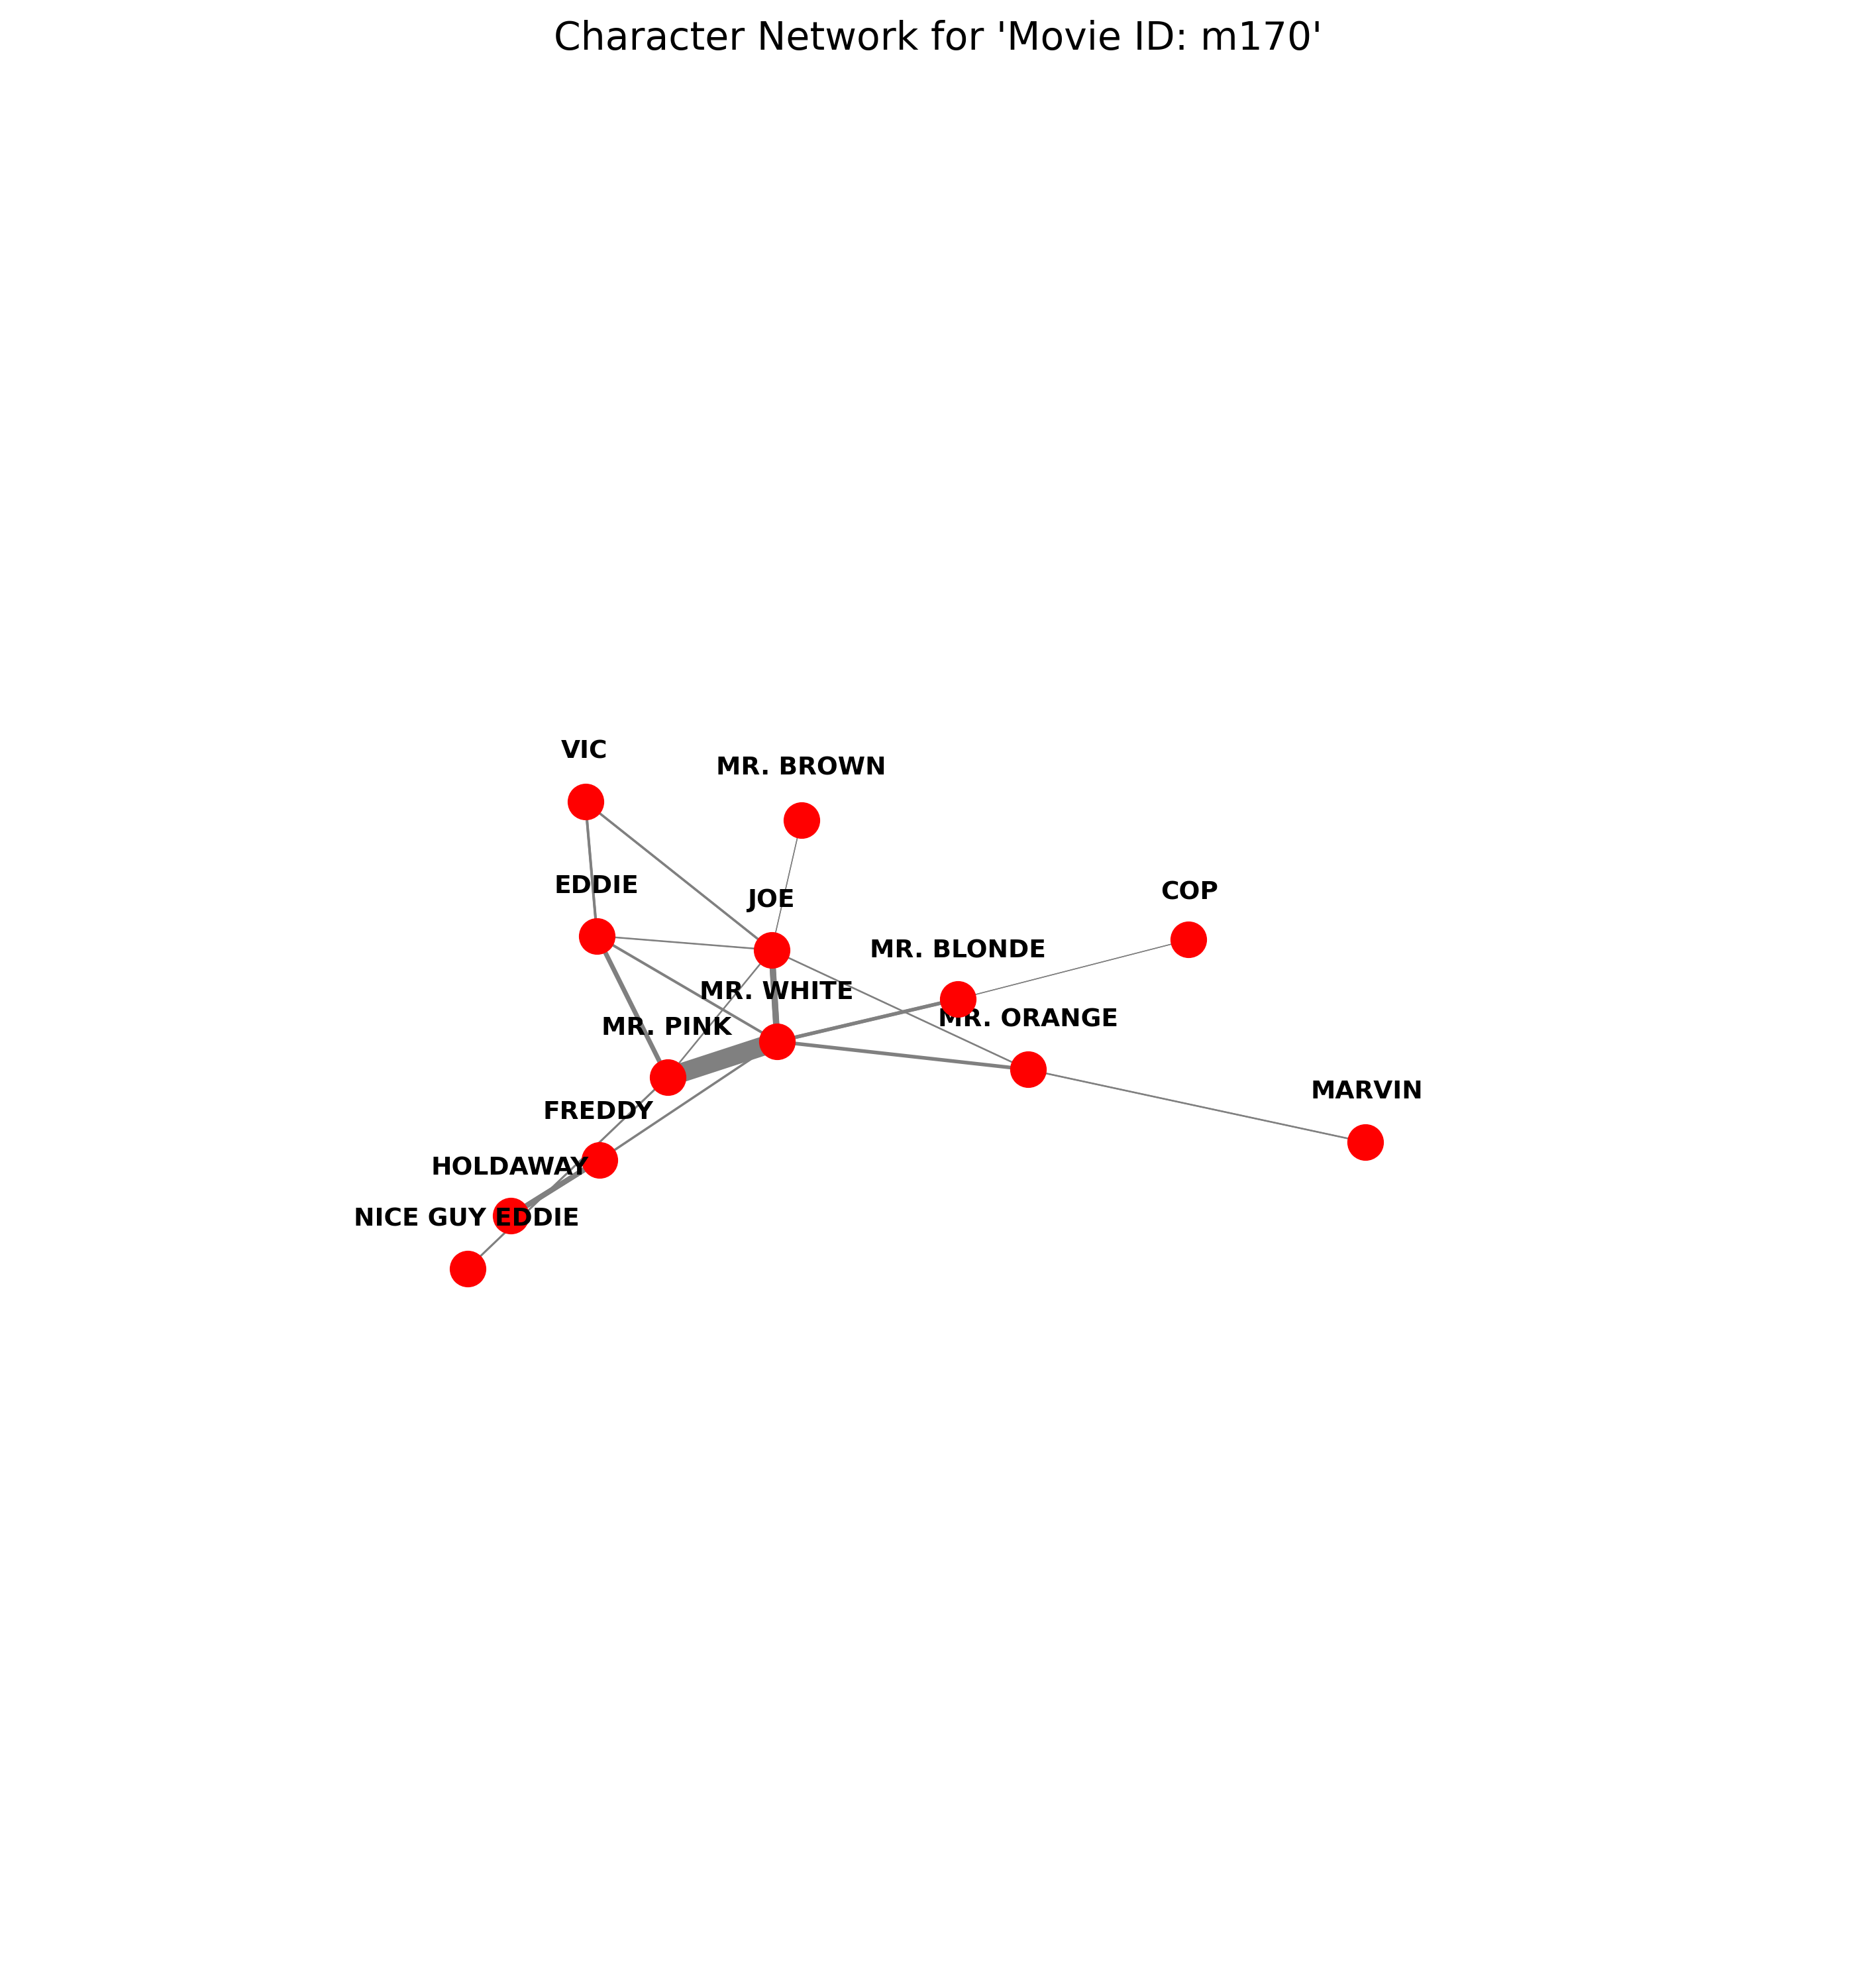 Character Network for 'Movie ID: m170'
VIC
MR. BROWN
EDDIE
JOE
COP
MR. BLONDE
MR. WHITE
MR. ORANGE
MR. PINK
MARVIN
FREDDY
HOLDAWAY
NICE GUY EDDIE